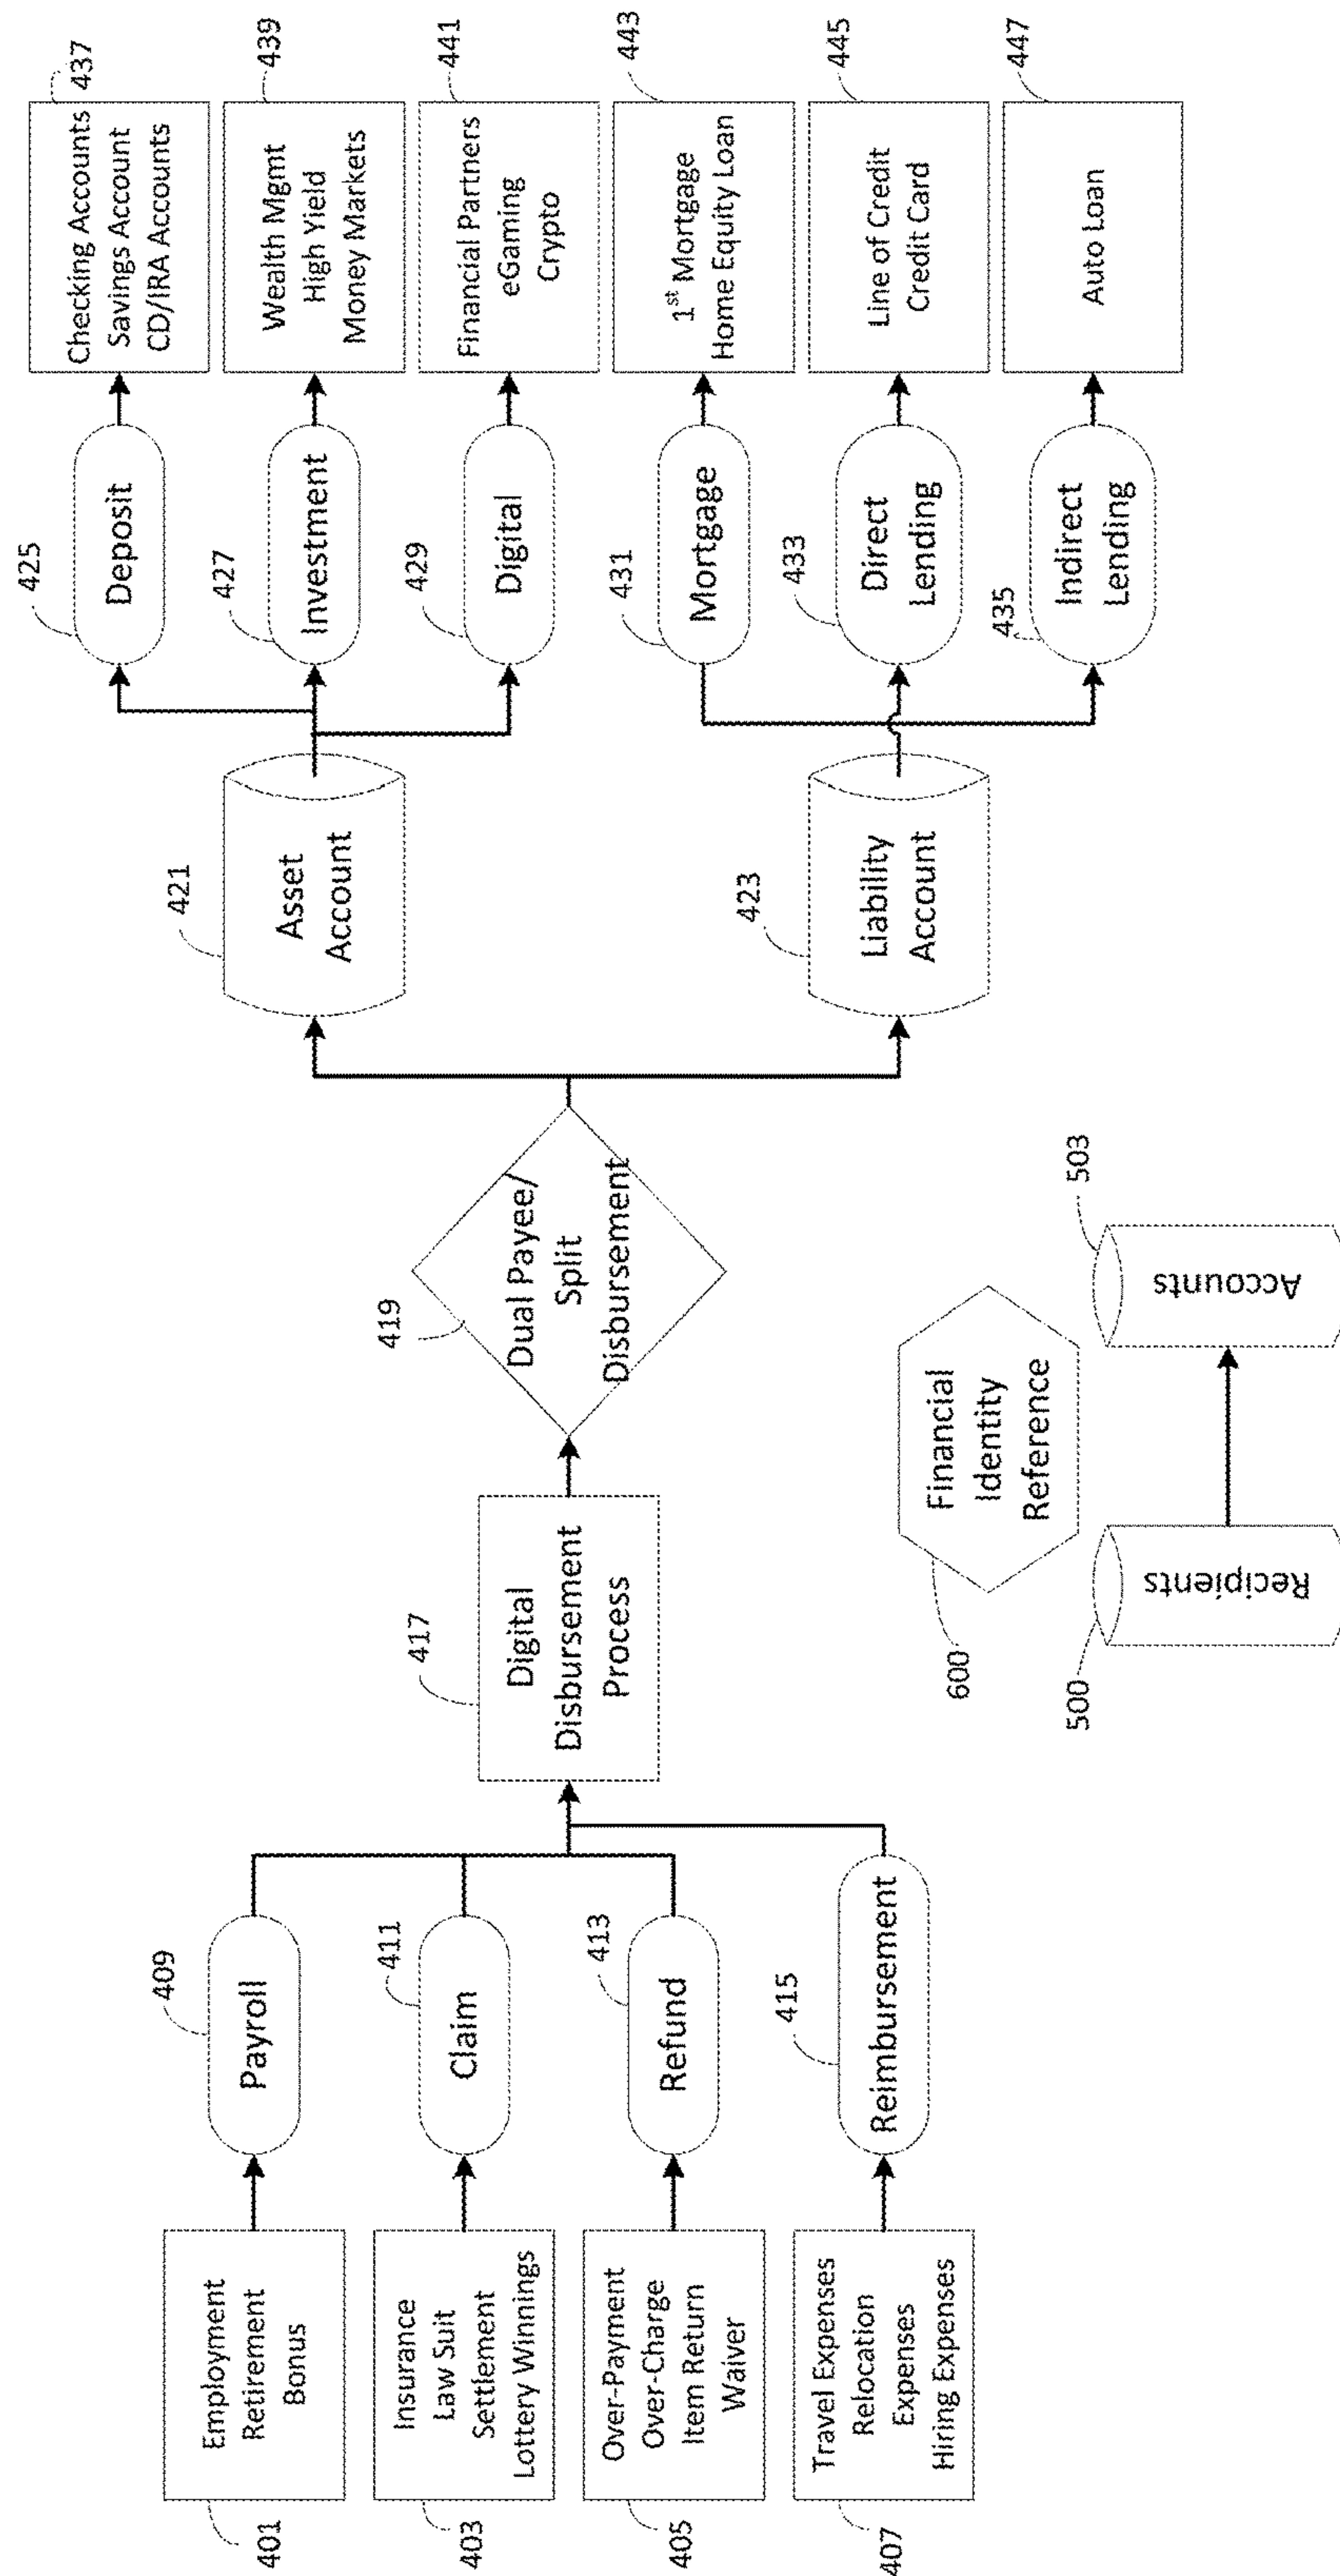 401
Employment
Retirement
Bonus
403
Insurance
Law Suit
Settlement
Lottery Winnings
405
Over-Payment
Over-Charge
Item Return
Waiver
407
Travel Expenses
Relocation
Expenses
Hiring Expenses
409
Payroll
411
Claim
413
Refund
415
Reimbursement
417
Digital
Disbursement
Process
419
Dual Payee/
Split
Disbursement
421
Asset
Account
423
Liability
Account
425
Deposit
427
Investment
429
Digital
431
Mortgage
433
Direct
Lending
435
Indirect
Lending
437
Checking Accounts
Savings Account
CD/IRA Accounts
439
Wealth Mgmt
High Yield
Money Markets
441
Financial Partners
eGaming
Crypto
443
1st Mortgage
Home Equity Loan
445
Line of Credit
Credit Card
447
Auto Loan
600
Financial
Identity
Reference
500
Recipients
503
Accounts